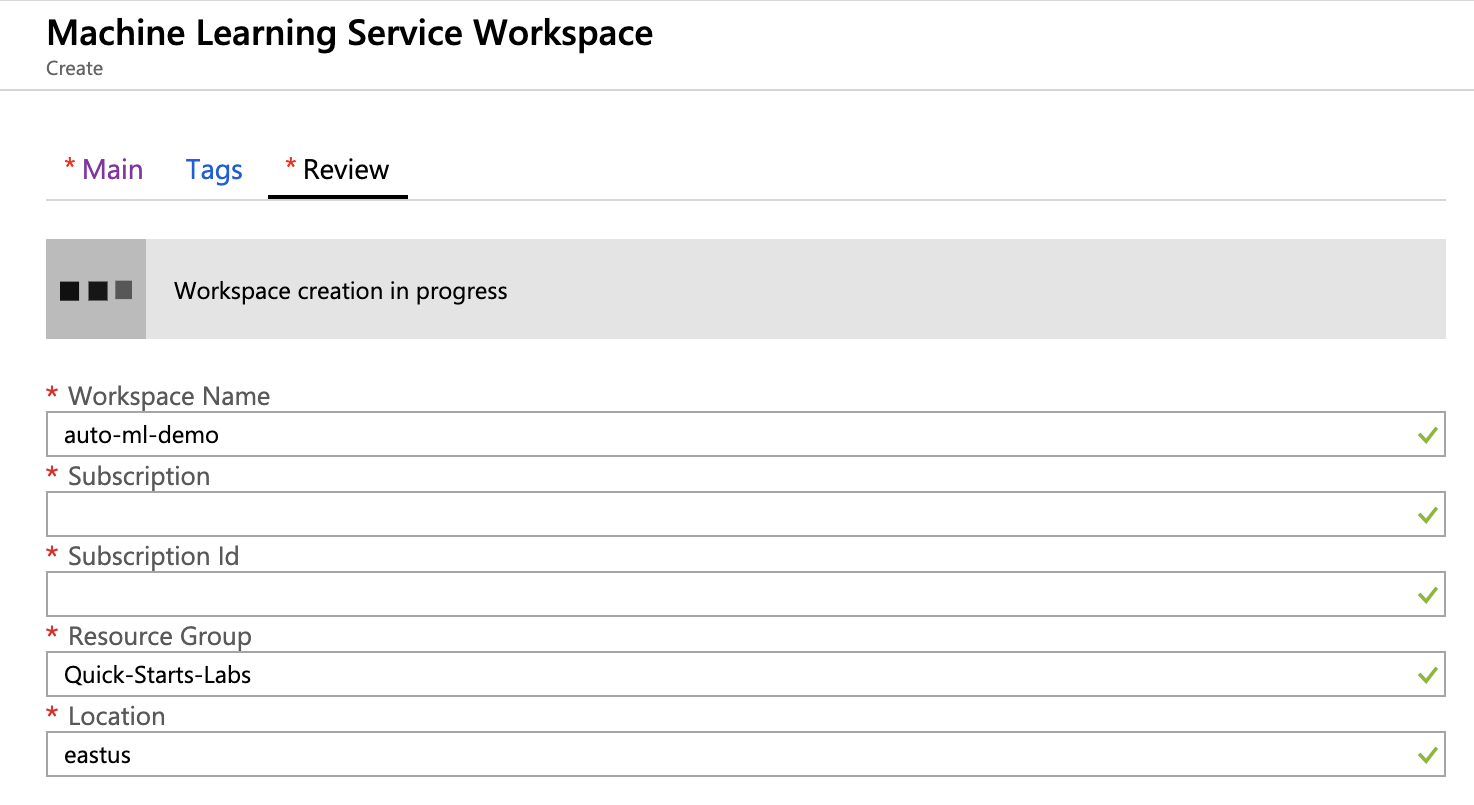 Machine Learning Service Workspace
Create
* Main Tags * Review
Workspace creation in progress
* Workspace Name
auto-ml-demo
* Subscription
* Subscription Id
* Resource Group
Quick-Starts-Labs
* Location
eastus